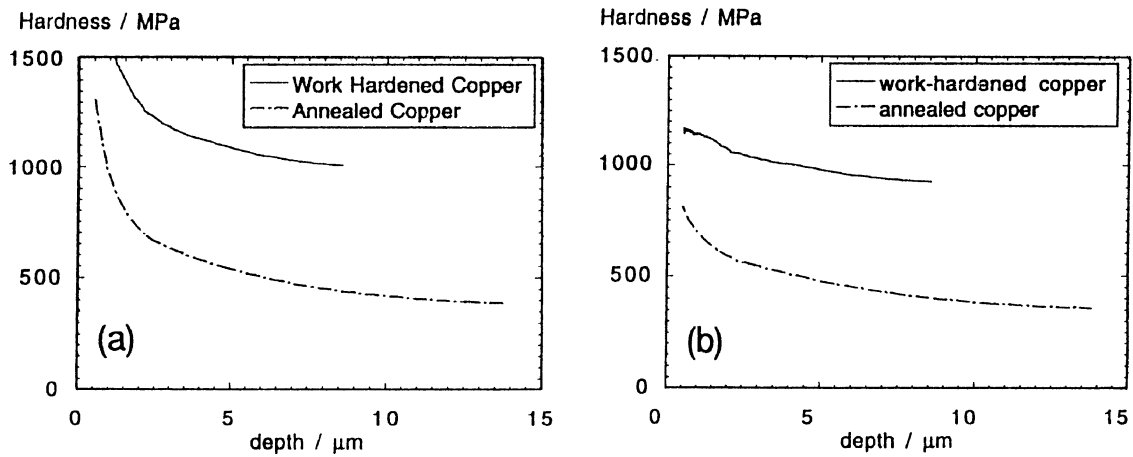 Hardness / MPa
1500
1000
500
0
Work Hardened Copper
Annealed Copper
(a)
0 5 10 15
depth / μm
Hardness / MPa
1500
1000
500
0
work-hardened copper
annealed copper
(b)
0 5 10 15
depth / μm